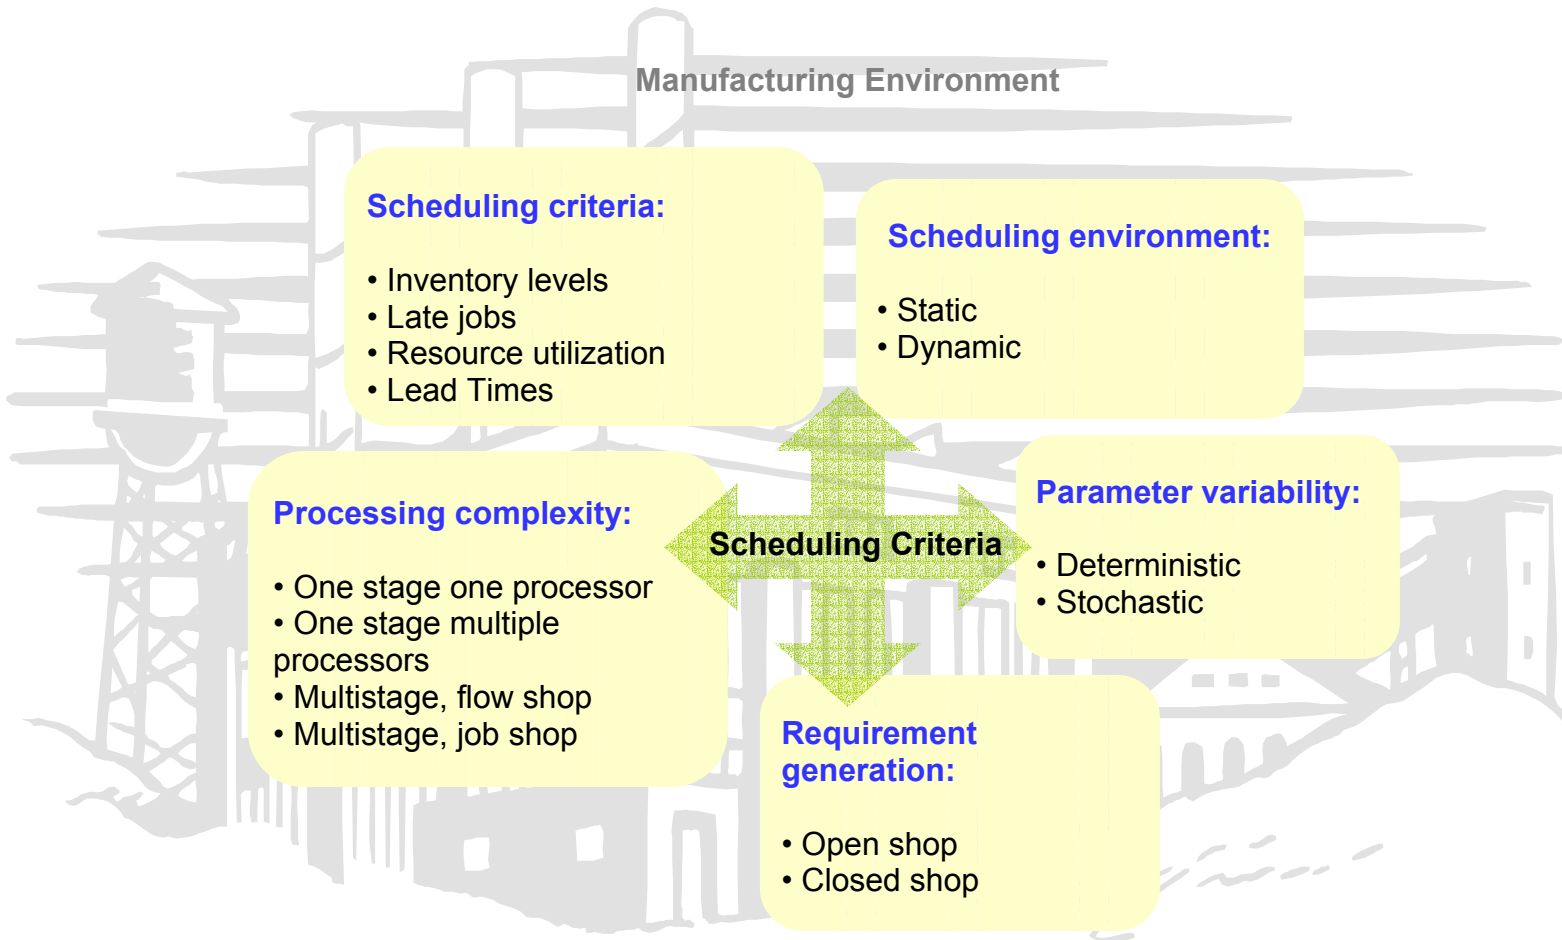 Manufacturing Environment
Scheduling criteria:
• Inventory levels
• Late jobs
• Resource utilization
• Lead Times
Scheduling environment:
• Static
• Dynamic
Processing complexity:
• One stage one processor
• One stage multiple
processors
• Multistage, flow shop
• Multistage, job shop
Scheduling Criteria
Parameter variability:
• Deterministic
• Stochastic
Requirement
generation:
• Open shop
• Closed shop